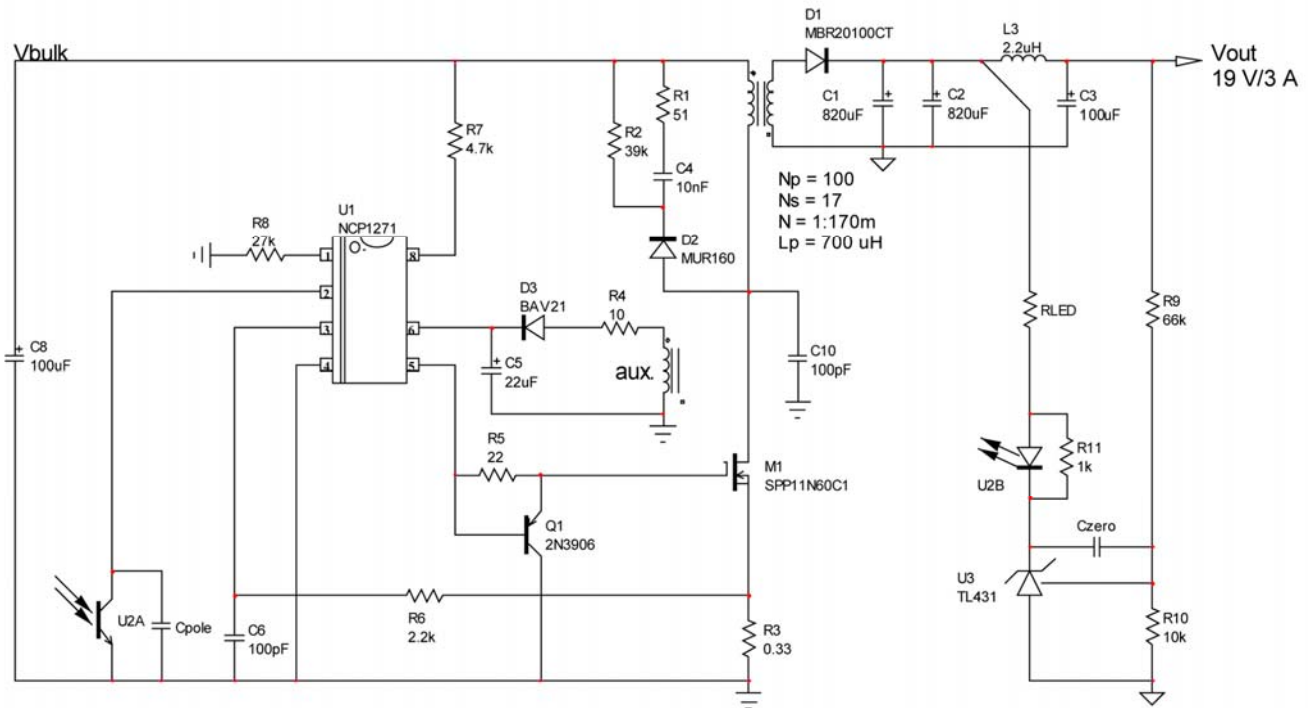 D1
MBR20100CT
L3
2.2uH
Vbulk
Vout
19 V/3 A
R1
51
C1
820uF
C2
820uF
C3
100uF
R7
4.7k
R2
39k
C4
10nF
Np = 100
Ns = 17
N = 1:170m
Lp = 700 uH
U1
NCP1271
R8
27k
D2
MUR160
1
8
2
D3
BAV21
R4
10
RLED
R9
66k
3
6
C8
100uF
4
5
C5
22uF
aux.
C10
100pF
R5
22
M1
SPP11N60C1
R11
1k
U2B
Q1
2N3906
Czero
U3
TL431
U2A
Cpole
C6
100pF
R6
2.2k
R3
0.33
R10
10k